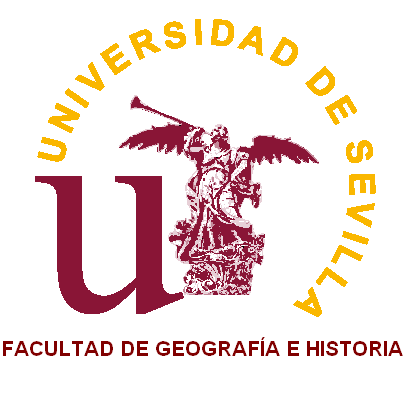 UNIVERSIDAD DE SEVILLA
u
FACULTAD DE GEOGRAFÍA E HISTORIA